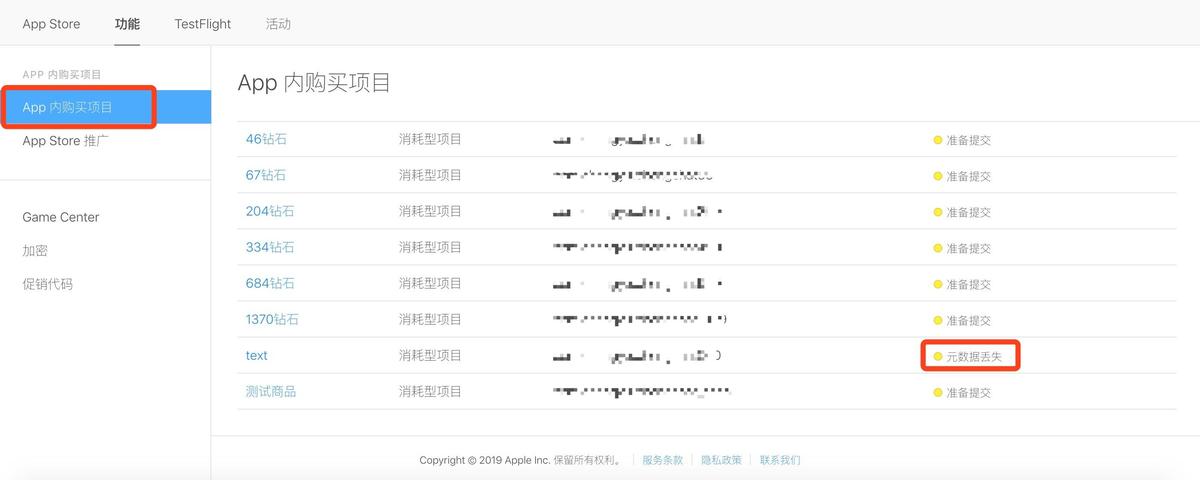 App Store 功能 TestFlight 活动
APP 内购买项目
App 内购买项目
App Store 推广
Game Center
加密
促销代码
App 内购买项目
46钻石 消耗型项目 准备提交
67钻石 消耗型项目 准备提交
204钻石 消耗型项目 准备提交
334钻石 消耗型项目 准备提交
684钻石 消耗型项目 准备提交
1370钻石 消耗型项目 准备提交
text 消耗型项目 元数据丢失
测试商品 消耗型项目 准备提交
Copyright © 2019 Apple Inc. 保留所有权利。 服务条款 隐私政策 联系我们